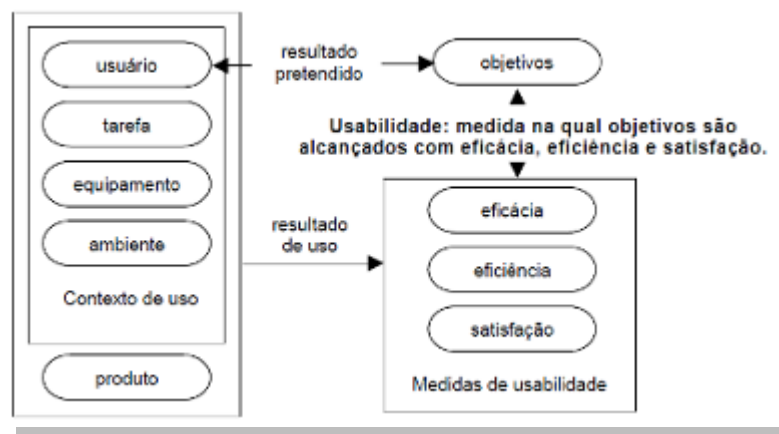 usuário
tarefa
equipamento
ambiente
Contexto de uso
produto
resultado
pretendido
objetivos
Usabilidade: medida na qual objetivos são
alcançados com eficácia, eficiência e satisfação.
resultado
de uso
eficácia
eficiência
satisfação
Medidas de usabilidade